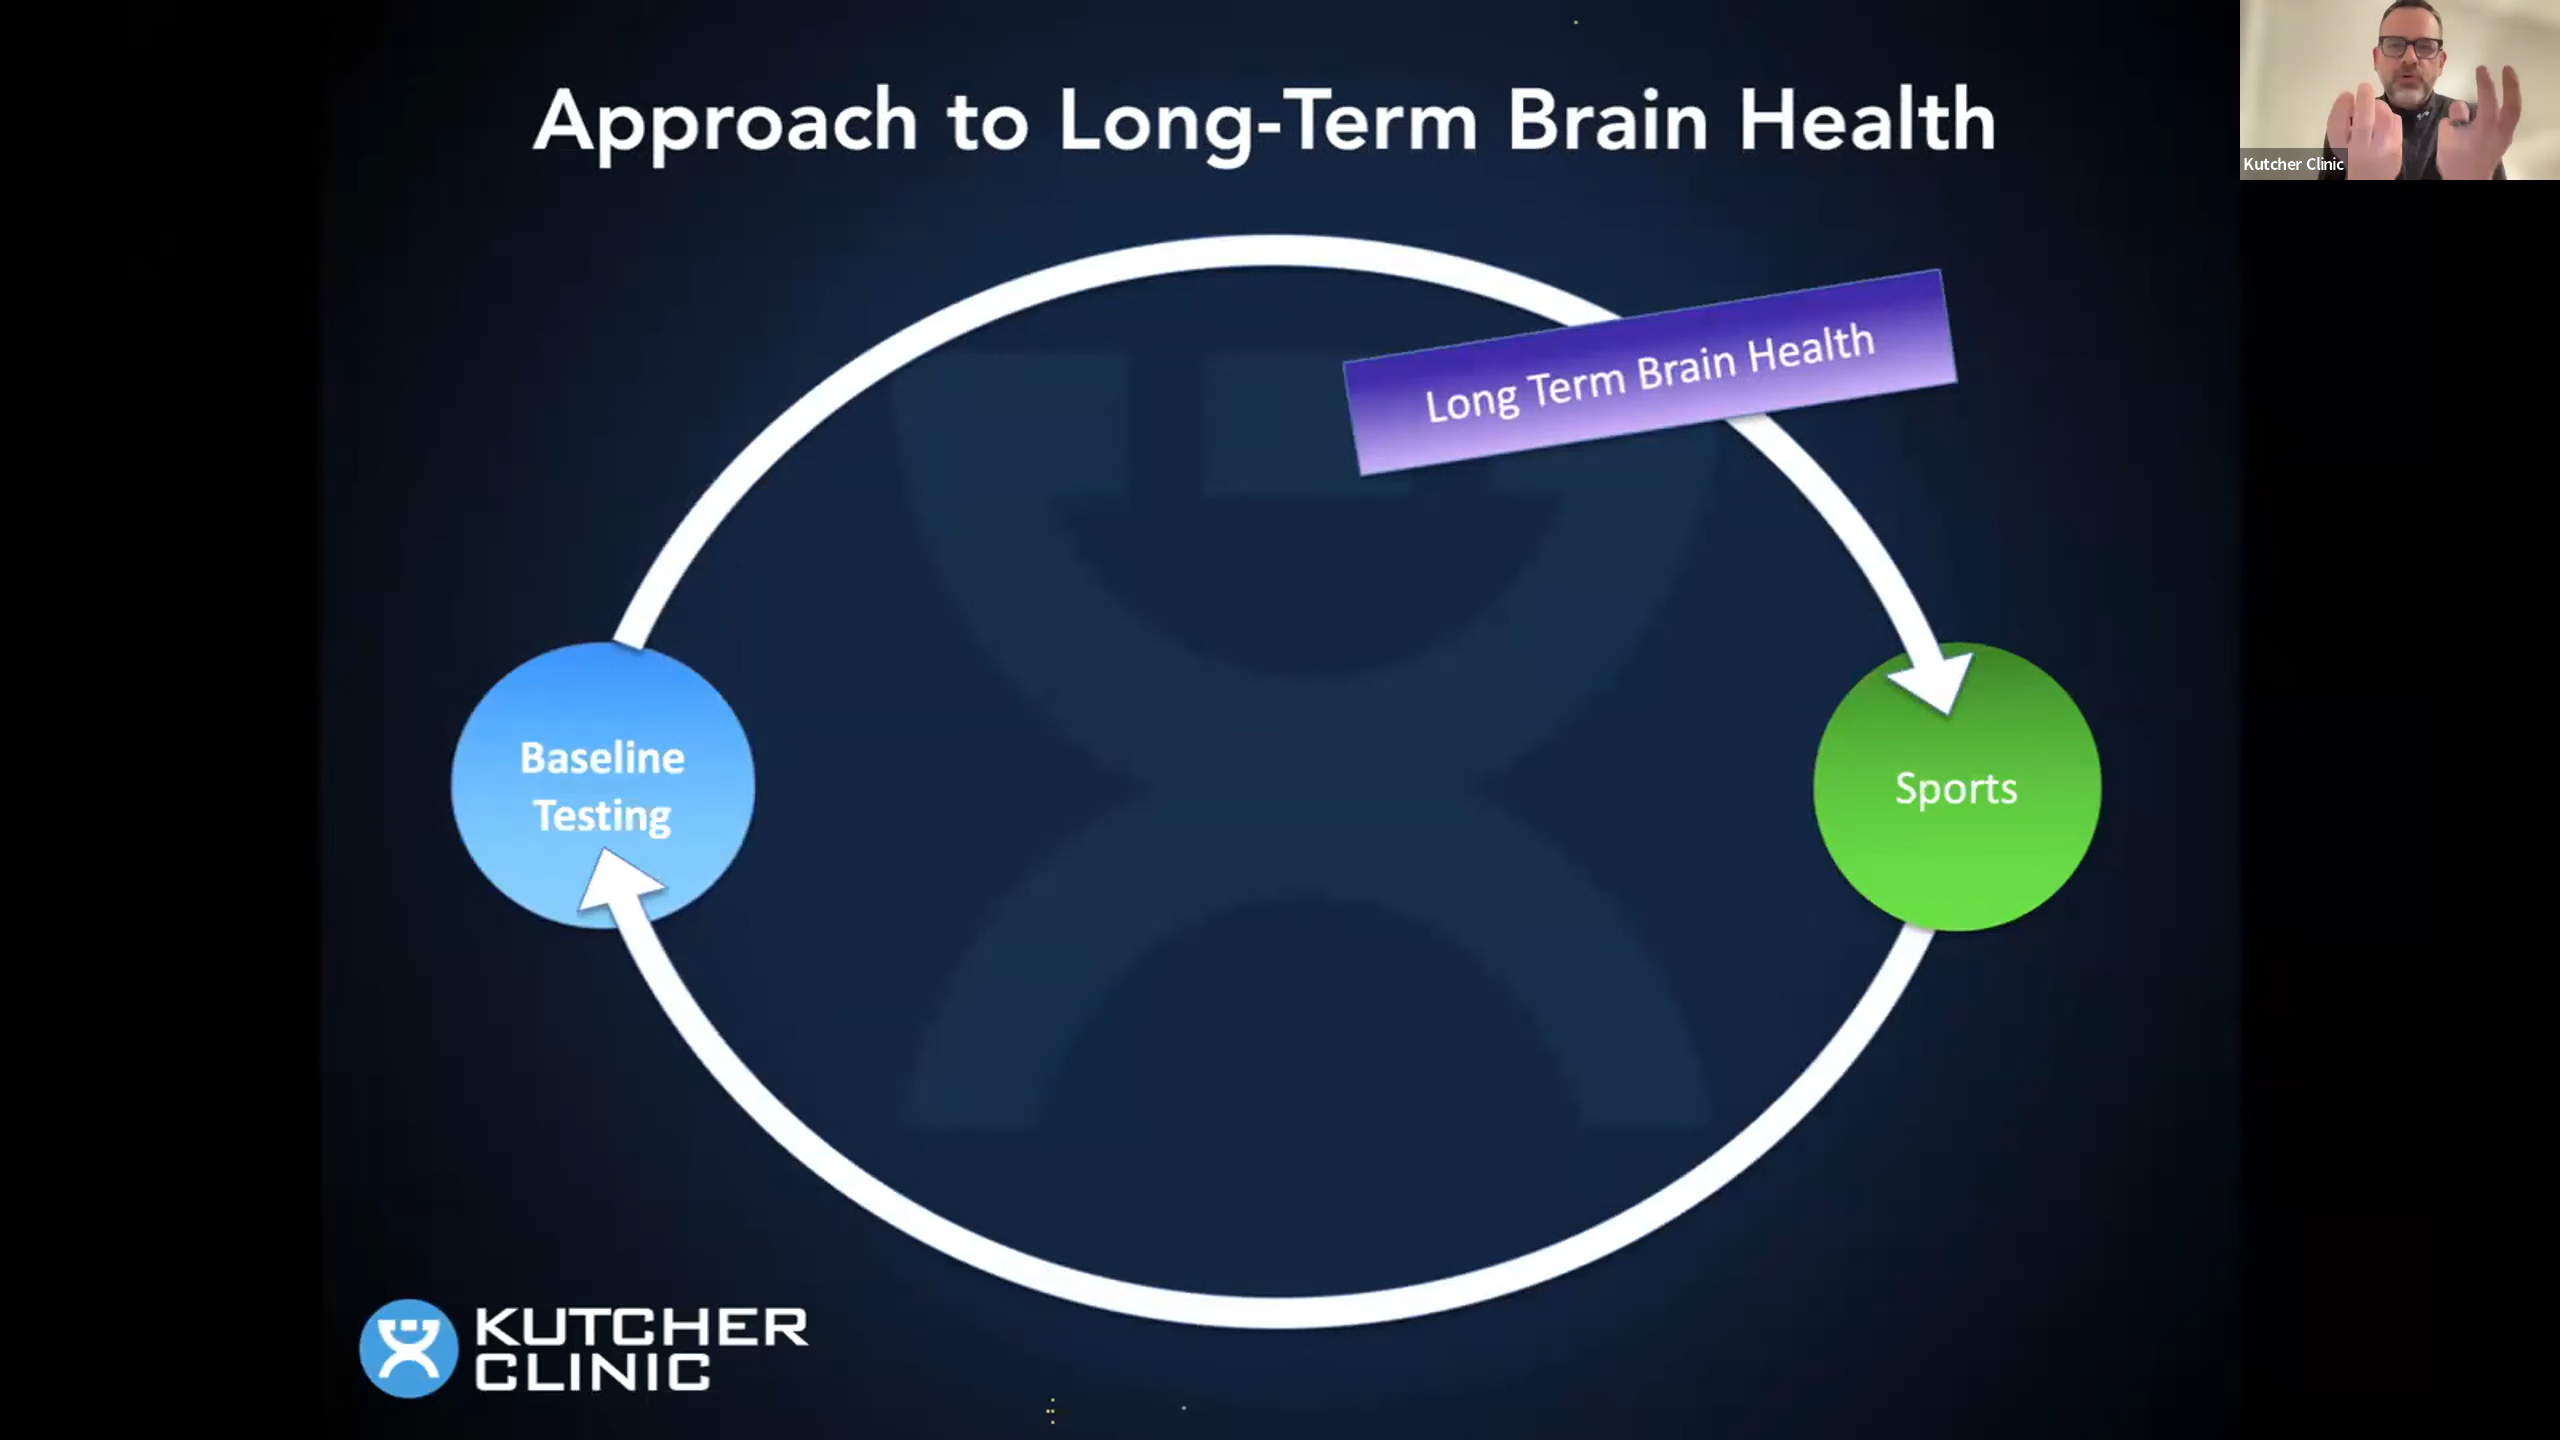 Approach to Long-Term Brain Health
Kutcher Clinic
Long Term Brain Health
Baseline
Testing
Sports
KUTCHER
CLINIC